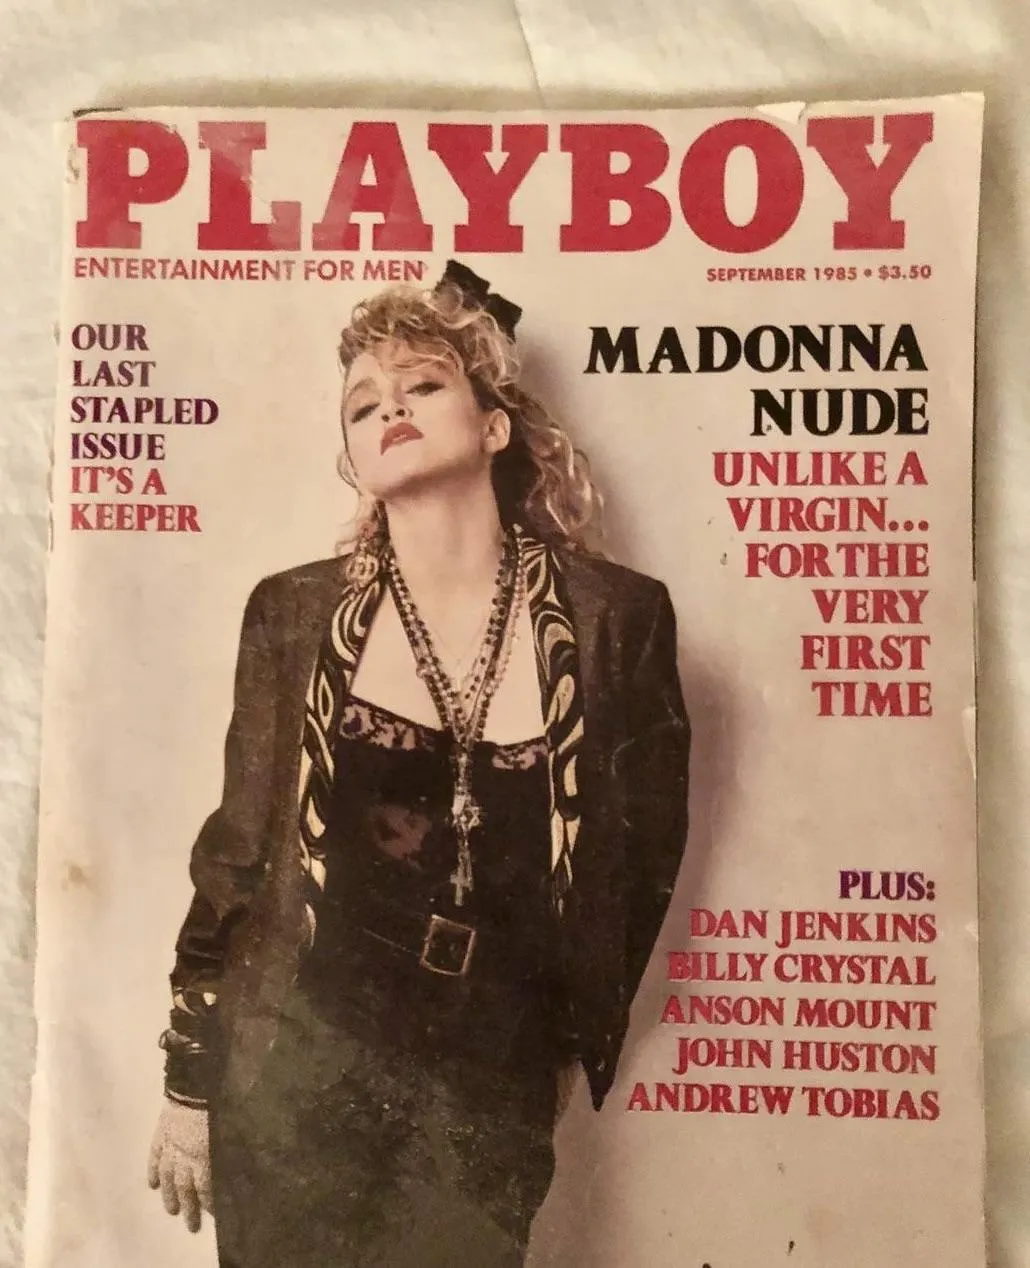 PLAYBOY
ENTERTAINMENT FOR MEN
SEPTEMBER 1985 • $3.50
OUR
LAST
STAPLED
ISSUE
IT'S A
KEEPER
MADONNA
NUDE
UNLIKE A
VIRGIN...
FOR THE
VERY
FIRST
TIME
PLUS:
DAN JENKINS
BILLY CRYSTAL
ANSON MOUNT
JOHN HUSTON
ANDREW TOBIAS